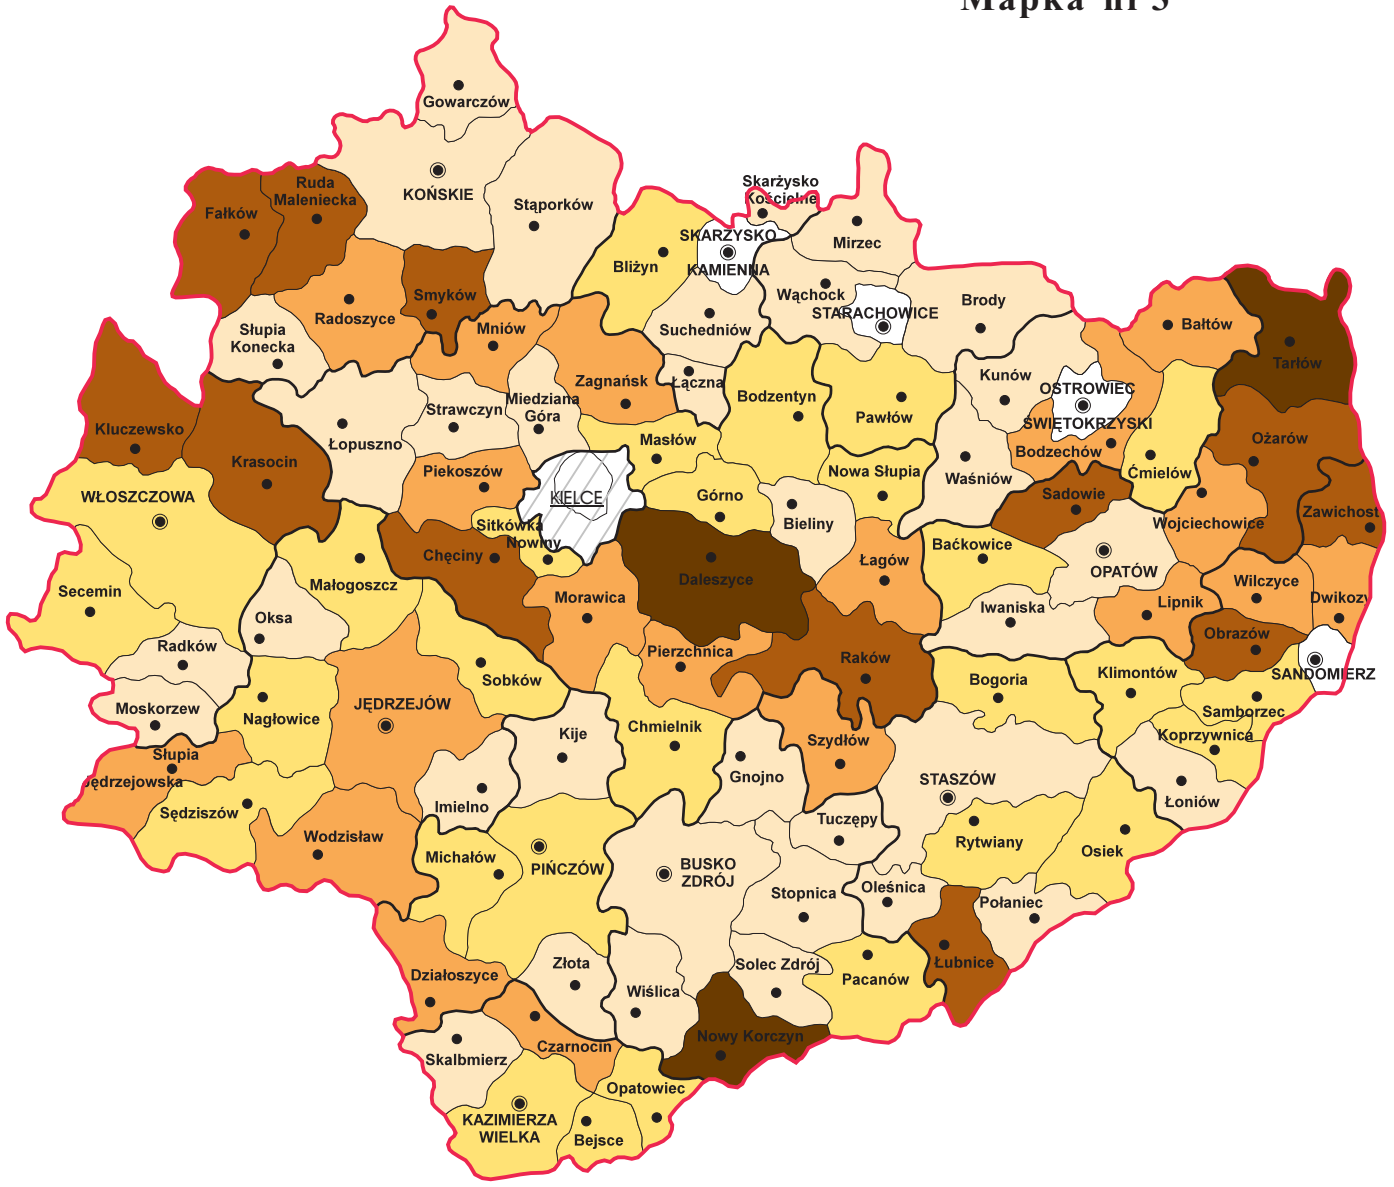 Mapka nr 3
Gowarczów
KOŃSKIE
Ruda
Maleniecka
Fałków
Stąporków
Skarżysko
Kościelne
SKARŻYSKO
KAMIENNA
Mirzec
Bliżyn
Smyków
Radoszyce
Wąchock
STARACHOWICE
Brody
Suchedniów
Mniów
Słupia
Konecka
Bałtów
Tarłów
Kunów
OSTROWIEC
ŚWIĘTOKRZYSKI
Zagnańsk
Łączna
Bodzentyn
Pawłów
Strawczyn
Miedziana
Góra
Kluczewsko
Łopuszno
Masłów
Ożarów
Bodzechów
Krasocin
Piekoszów
Nowa Słupia
Waśniów
Ćmielów
WŁOSZCZOWA
KIELCE
Górno
Sadowie
Bieliny
Sitkówka
Nowiny
Wojciechowice
Zawichost
Chęciny
Baćkowice
Łagów
OPATÓW
Daleszyce
Małogoszcz
Wilczyce
Secemin
Morawica
Dwikozy
Iwaniska
Lipnik
Oksa
Obrazów
Radków
Pierzchnica
Raków
SANDOMIERZ
Klimontów
Bogoria
Sobków
JĘDRZEJÓW
Moskorzew
Nagłowice
Samborzec
Chmielnik
Kije
Koprzywnica
Szydłów
Słupia
Jędrzejowska
Gnojno
STASZÓW
Łoniów
Imielno
Sędziszów
Tuczępy
Wodzisław
Rytwiany
Osiek
Michałów
PIŃCZÓW
BUSKO
ZDRÓJ
Oleśnica
Stopnica
Połaniec
Złota
Solec Zdrój
Łubnice
Działoszyce
Pacanów
Wiślica
Nowy Korczyn
Czarnocin
Skalbmierz
Opatowiec
KAZIMIERZA
WIELKA
Bejsce